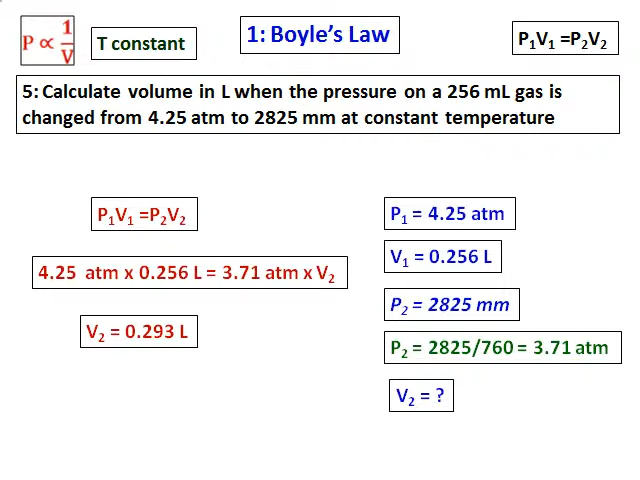 P ∝ 1/V
T constant
1: Boyle's Law
P₁V₁ =P₂V₂
5: Calculate volume in L when the pressure on a 256 mL gas is
changed from 4.25 atm to 2825 mm at constant temperature
P₁V₁ =P₂V₂
4.25 atm x 0.256 L = 3.71 atm x V₂
V₂ = 0.293 L
P₁ = 4.25 atm
V₁ = 0.256 L
P₂ = 2825 mm
P₂ = 2825/760 = 3.71 atm
V₂ = ?